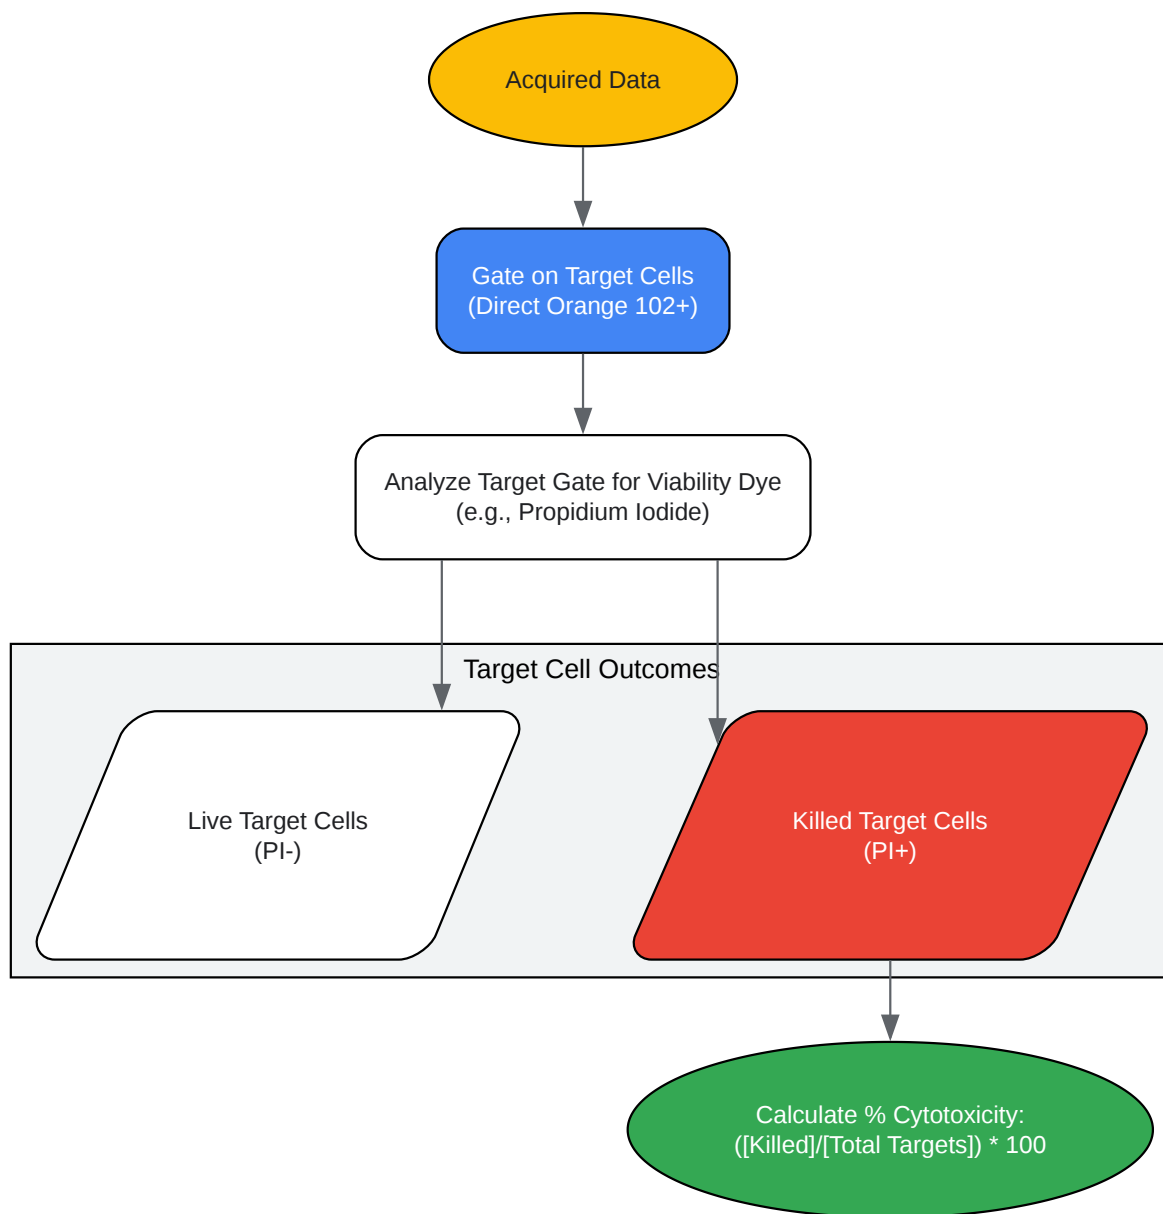 Acquired Data
Gate on Target Cells
(Direct Orange 102+)
Analyze Target Gate for Viability Dye
(e.g., Propidium Iodide)
Target Cell Outcomes
Live Target Cells
(PI-)
Killed Target Cells
(PI+)
Calculate % Cytotoxicity:
([Killed]/[Total Targets]) * 100